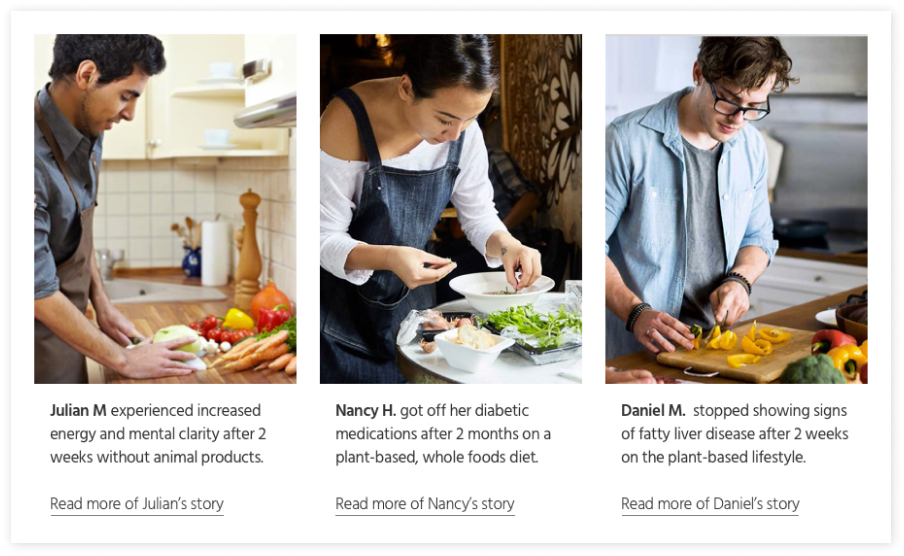 Julian M experienced increased
energy and mental clarity after 2
weeks without animal products.
Read more of Julian's story
Nancy H. got off her diabetic
medications after 2 months on a
plant-based, whole foods diet.
Read more of Nancy's story
Daniel M. stopped showing signs
of fatty liver disease after 2 weeks
on the plant-based lifestyle.
Read more of Daniel's story